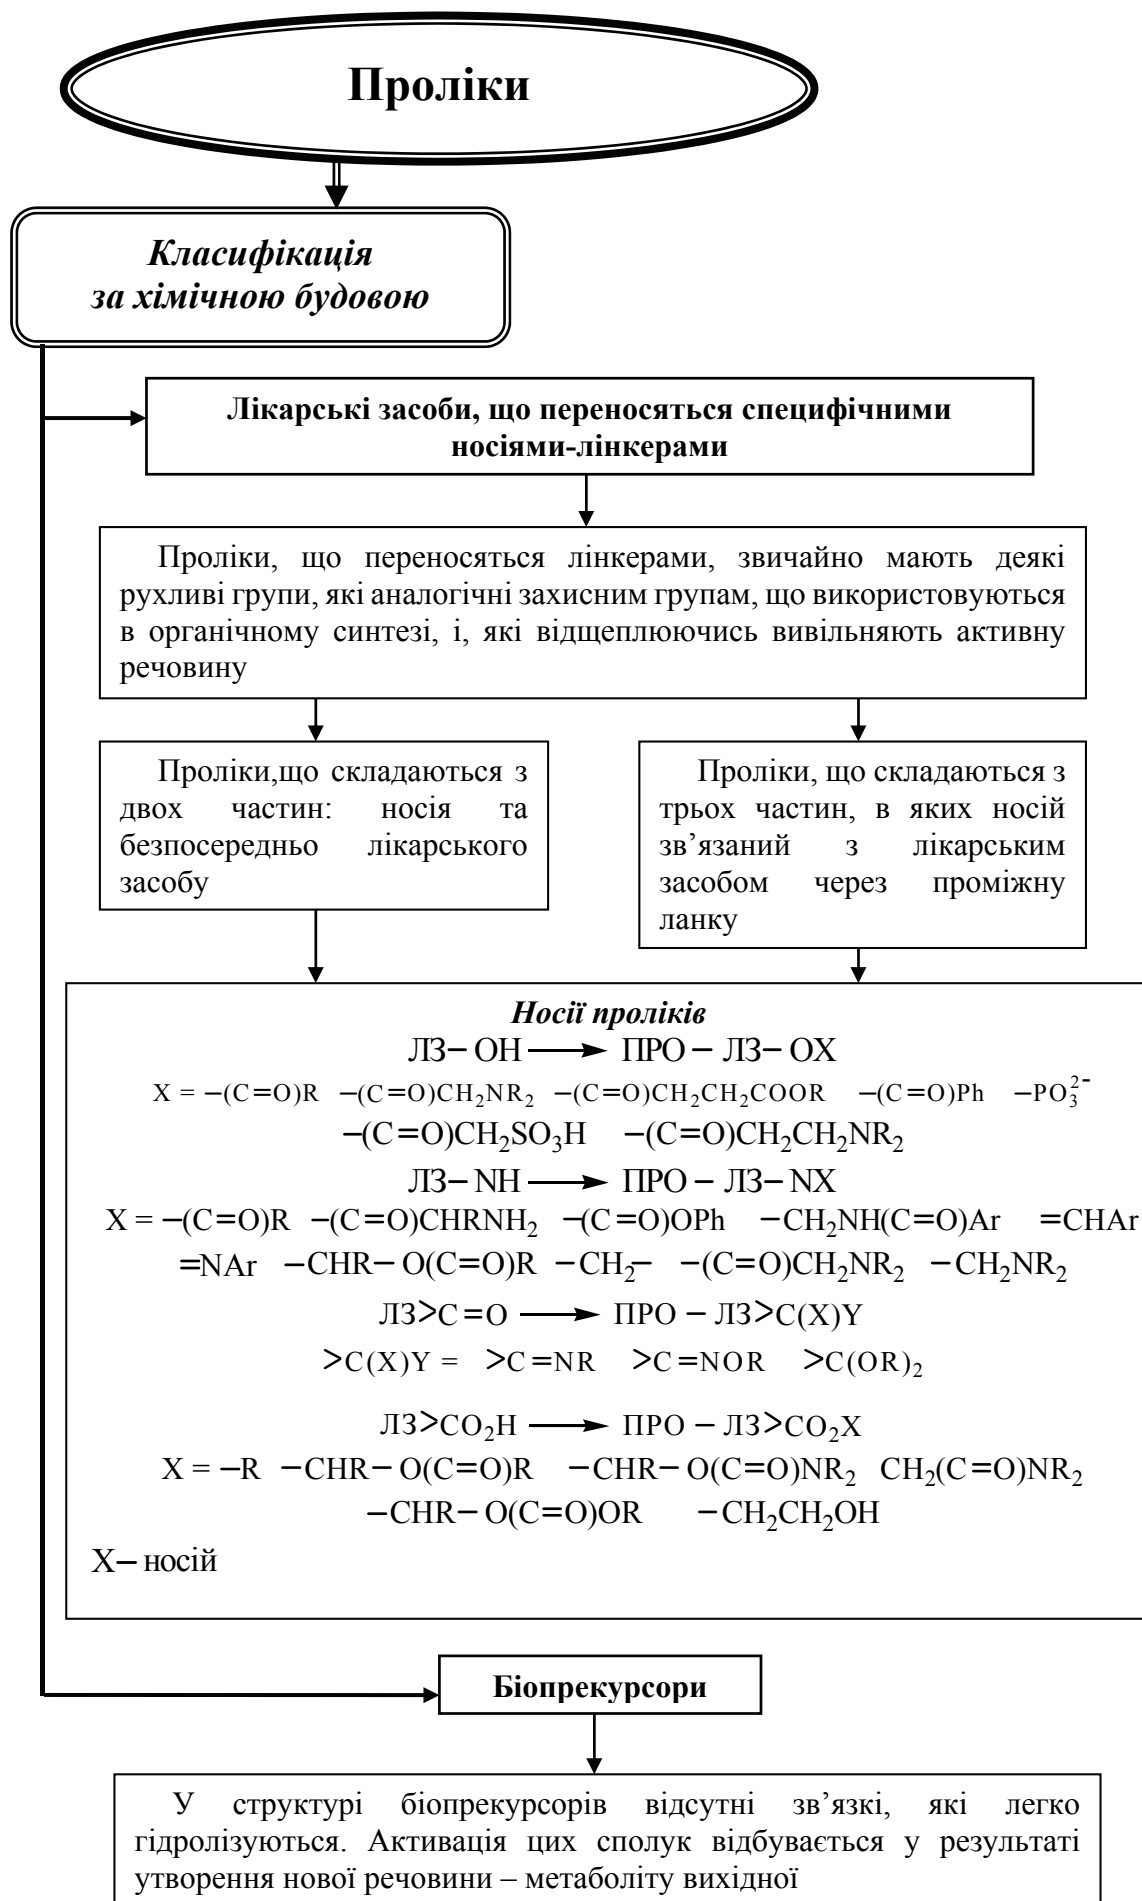 Проліки
Класифікація
за хімічною будовою
Лікарські засоби, що переносяться специфічними
носіями-лінкерами
Проліки, що переносяться лінкерами, звичайно мають деякі
рухливі групи, які аналогічні захисним групам, що використовуються
в органічному синтезі, і, які відщеплюючись вивільняють активну
речовину
Проліки,що складаються з
двох частин: носія та
безпосередньо лікарського
засобу
Проліки, що складаються з
трьох частин, в яких носій
зв’язаний з лікарським
засобом через проміжну
ланку
Носії проліків
ЛЗ– OH ⟶ ПРО – ЛЗ– OX
X = –(C=O)R –(C=O)CH₂NR₂ –(C=O)CH₂CH₂COOR –(C=O)Ph –PO₃²⁻
–(C=O)CH₂SO₃H –(C=O)CH₂CH₂NR₂
ЛЗ– NH ⟶ ПРО – ЛЗ– NX
X = –(C=O)R –(C=O)CHRNH₂ –(C=O)OPh –CH₂NH(C=O)Ar =CHAr
=NAr –CHR– O(C=O)R –CH₂– –(C=O)CH₂NR₂ –CH₂NR₂
ЛЗ>C=O ⟶ ПРО – ЛЗ>C(X)Y
>C(X)Y = >C=NR >C=NOR >C(OR)₂
ЛЗ>CO₂H ⟶ ПРО – ЛЗ>CO₂X
X = –R –CHR– O(C=O)R –CHR– O(C=O)NR₂ CH₂(C=O)NR₂
–CHR– O(C=O)OR –CH₂CH₂OH
X– носій
Біопрекурсори
У структурі біопрекурсорів відсутні зв’язкі, які легко
гідролізуються. Активація цих сполук відбувається у результаті
утворення нової речовини – метаболіту вихідної